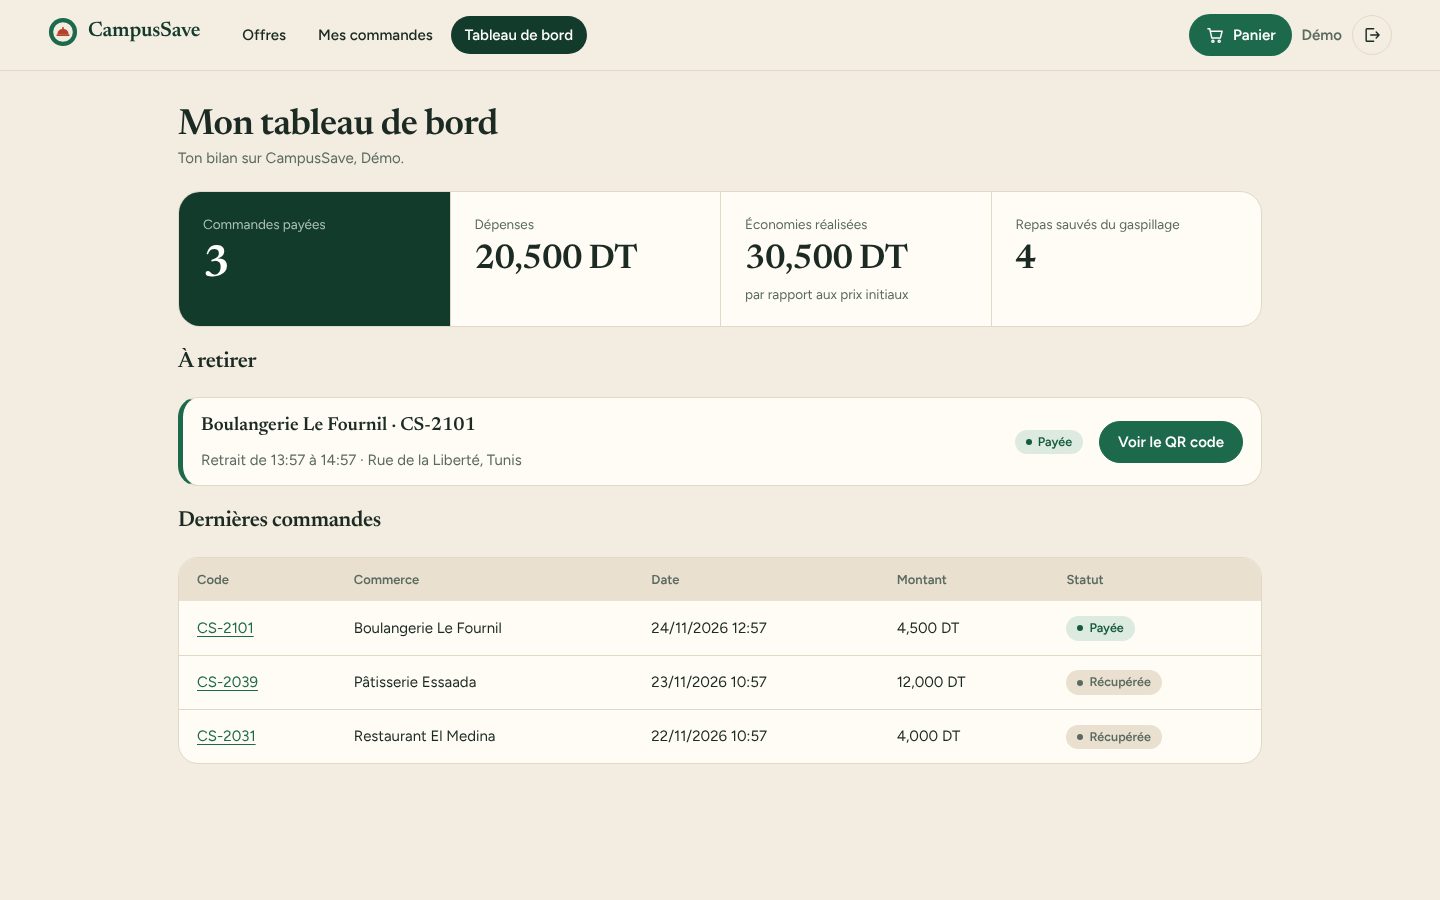 CampusSave Offres Mes commandes Tableau de bord Panier Démo
Mon tableau de bord
Ton bilan sur CampusSave, Démo.
Commandes payées
3
Dépenses
20,500 DT
Économies réalisées
30,500 DT
par rapport aux prix initiaux
Repas sauvés du gaspillage
4
À retirer
Boulangerie Le Fournil · CS-2101
Retrait de 13:57 à 14:57 · Rue de la Liberté, Tunis
Payée
Voir le QR code
Dernières commandes
Code Commerce Date Montant Statut
CS-2101 Boulangerie Le Fournil 24/11/2026 12:57 4,500 DT Payée
CS-2039 Pâtisserie Essaada 23/11/2026 10:57 12,000 DT Récupérée
CS-2031 Restaurant El Medina 22/11/2026 10:57 4,000 DT Récupérée